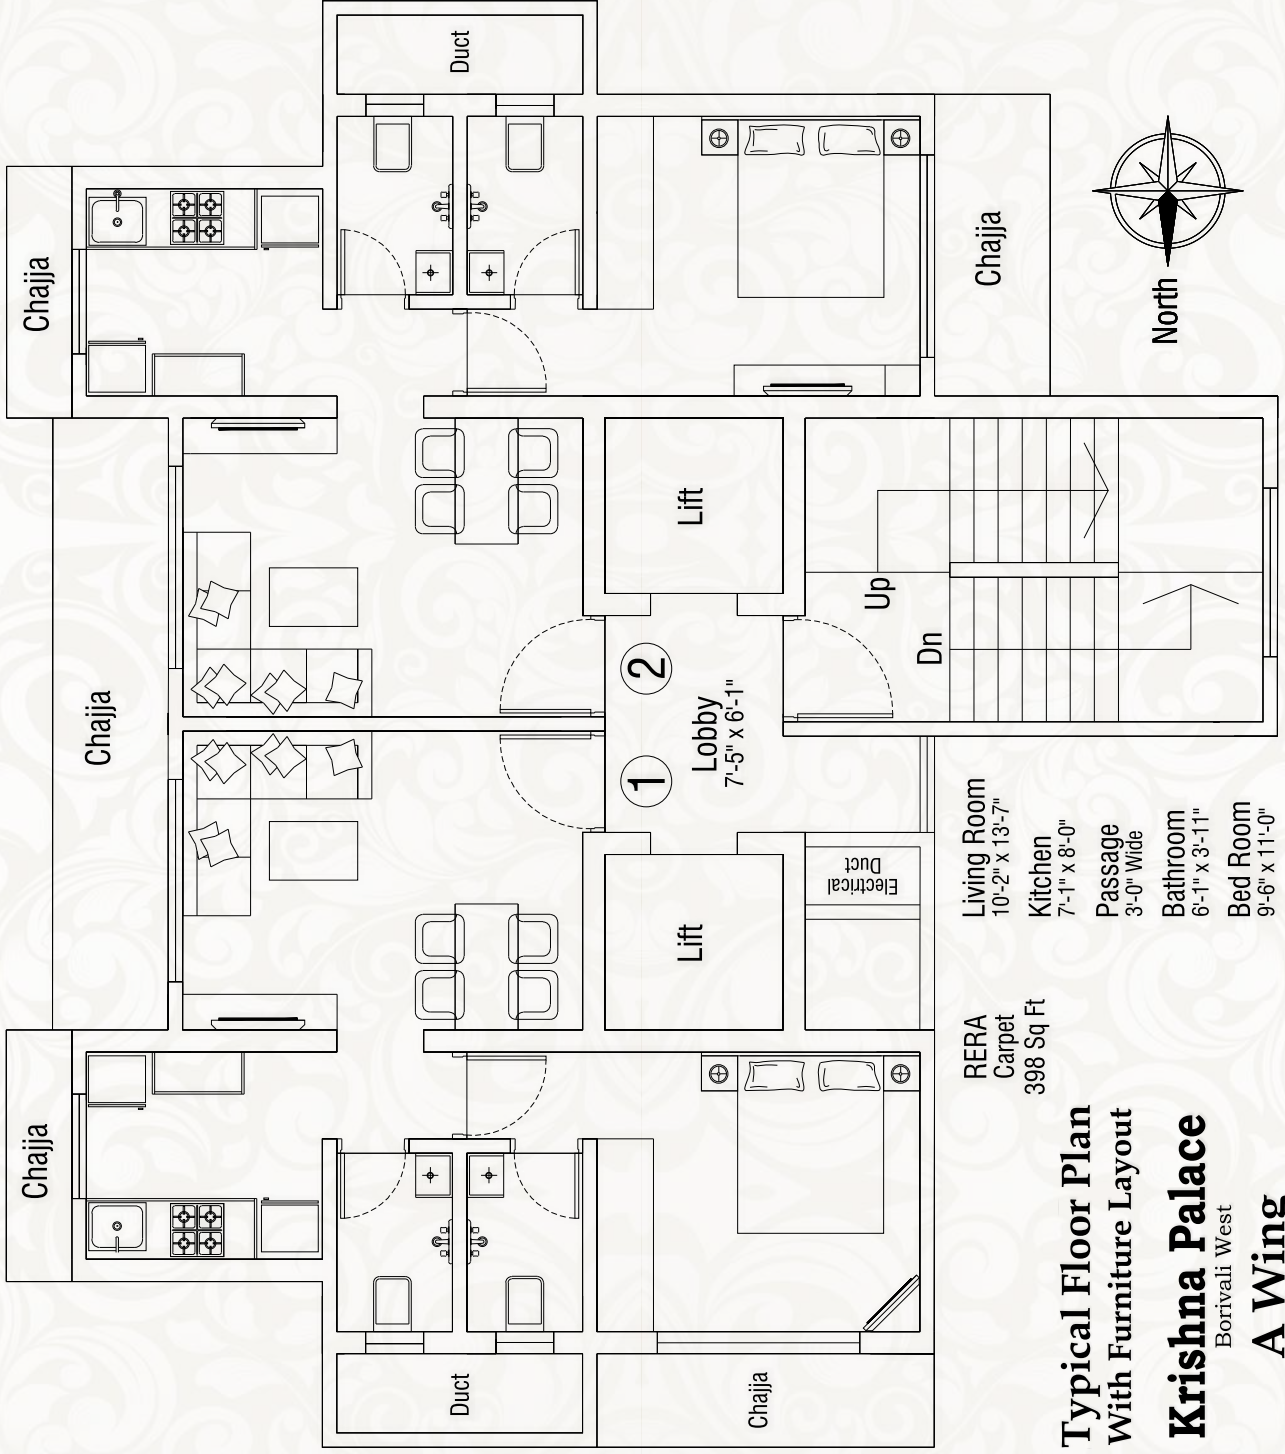 Typical Floor Plan
With Furniture Layout
Krishna Palace
Borivali West
A Wing
RERA
Carpet
398 Sq Ft
Living Room
10'-2" x 13'-7"
Kitchen
7'-1" x 8'-0"
Passage
3'-0" Wide
Bathroom
6'-1" x 3'-11"
Bed Room
9'-6" x 11'-0"
North
Chajja
Chajja
Chajja
Chajja
Chajja
Duct
Duct
Lift
Lift
1
2
Lobby
7'-5" x 6'-1"
Electrical
Duct
Up
Dn